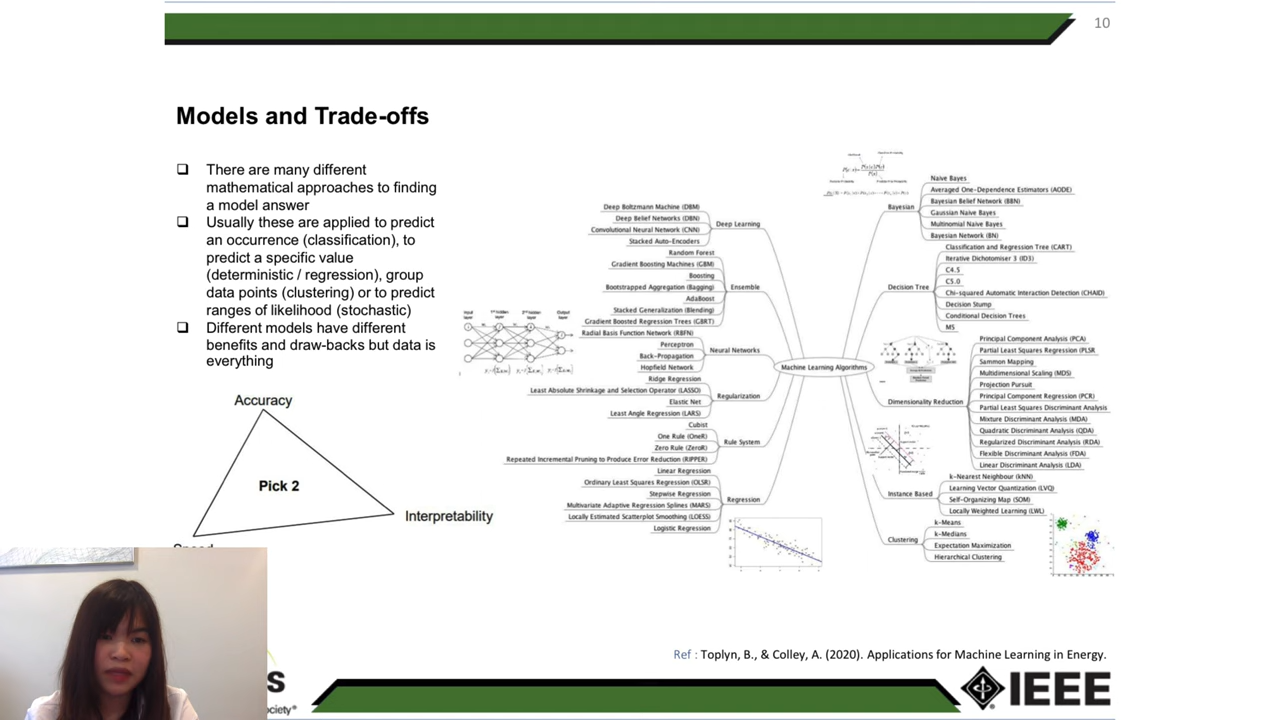 10
Models and Trade-offs
There are many different
mathematical approaches to finding
a model answer
Usually these are applied to predict
an occurrence (classification), to
predict a specific value
(deterministic / regression), group
data points (clustering) or to predict
ranges of likelihood (stochastic)
Different models have different
benefits and draw-backs but data is
everything
Accuracy
Pick 2
Interpretability
Machine Learning Algorithms
Deep Learning
Deep Boltzmann Machine (DBM)
Deep Belief Networks (DBN)
Convolutional Neural Network (CNN)
Stacked Auto-Encoders
Ensemble
Random Forest
Gradient Boosting Machines (GBM)
Boosting
Bootstrapped Aggregation (Bagging)
AdaBoost
Stacked Generalization (Blending)
Gradient Boosted Regression Trees (GBRT)
Neural Networks
Radial Basis Function Network (RBFN)
Perceptron
Back-Propagation
Hopfield Network
Regularization
Ridge Regression
Least Absolute Shrinkage and Selection Operator (LASSO)
Elastic Net
Least Angle Regression (LARS)
Rule System
Cubist
One Rule (OneR)
Zero Rule (ZeroR)
Repeated Incremental Pruning to Produce Error Reduction (RIPPER)
Regression
Linear Regression
Ordinary Least Squares Regression (OLSR)
Stepwise Regression
Multivariate Adaptive Regression Splines (MARS)
Locally Estimated Scatterplot Smoothing (LOESS)
Logistic Regression
Bayesian
Naive Bayes
Averaged One-Dependence Estimators (AODE)
Bayesian Belief Network (BBN)
Gaussian Naive Bayes
Multinomial Naive Bayes
Bayesian Network (BN)
Decision Tree
Classification and Regression Tree (CART)
Iterative Dichotomiser 3 (ID3)
C4.5
C5.0
Chi-squared Automatic Interaction Detection (CHAID)
Decision Stump
Conditional Decision Trees
M5
Dimensionality Reduction
Principal Component Analysis (PCA)
Partial Least Squares Regression (PLSR
Sammon Mapping
Multidimensional Scaling (MDS)
Projection Pursuit
Principal Component Regression (PCR)
Partial Least Squares Discriminant Analysis
Mixture Discriminant Analysis (MDA)
Quadratic Discriminant Analysis (QDA)
Regularized Discriminant Analysis (RDA)
Flexible Discriminant Analysis (FDA)
Linear Discriminant Analysis (LDA)
Instance Based
k-Nearest Neighbour (kNN)
Learning Vector Quantization (LVQ)
Self-Organizing Map (SOM)
Locally Weighted Learning (LWL)
Clustering
k-Means
k-Medians
Expectation Maximization
Hierarchical Clustering
Input layer
1st hidden layer
2nd hidden layer
Output layer
Ref : Toplyn, B., & Colley, A. (2020). Applications for Machine Learning in Energy.
S
ociety®
IEEE